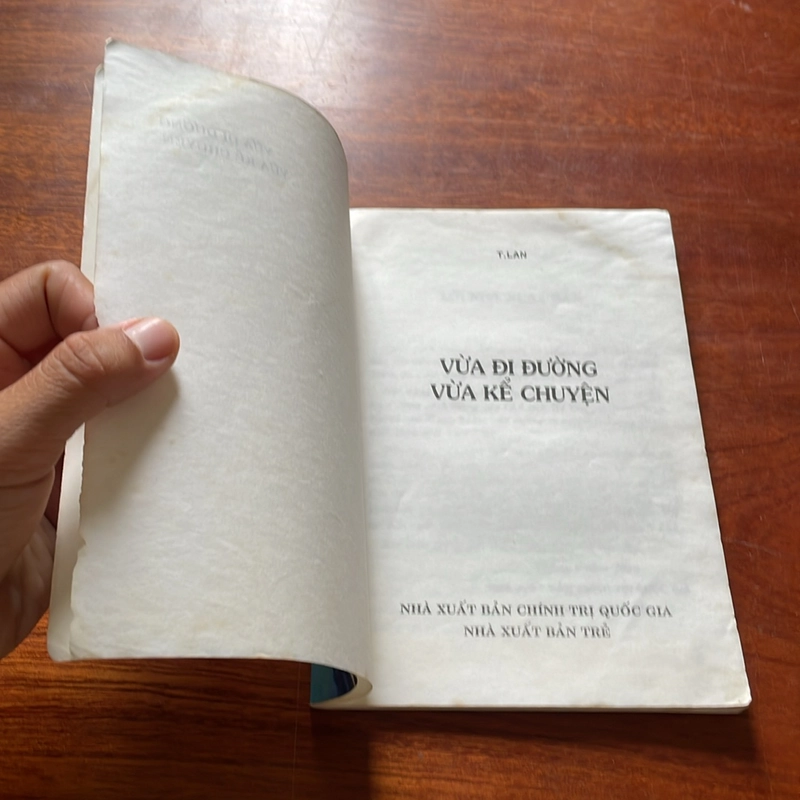 T.LAN
VỪA ĐI ĐƯỜNG
VỪA KỂ CHUYỆN
NHÀ XUẤT BẢN CHÍNH TRỊ QUỐC GIA
NHÀ XUẤT BẢN TRẺ